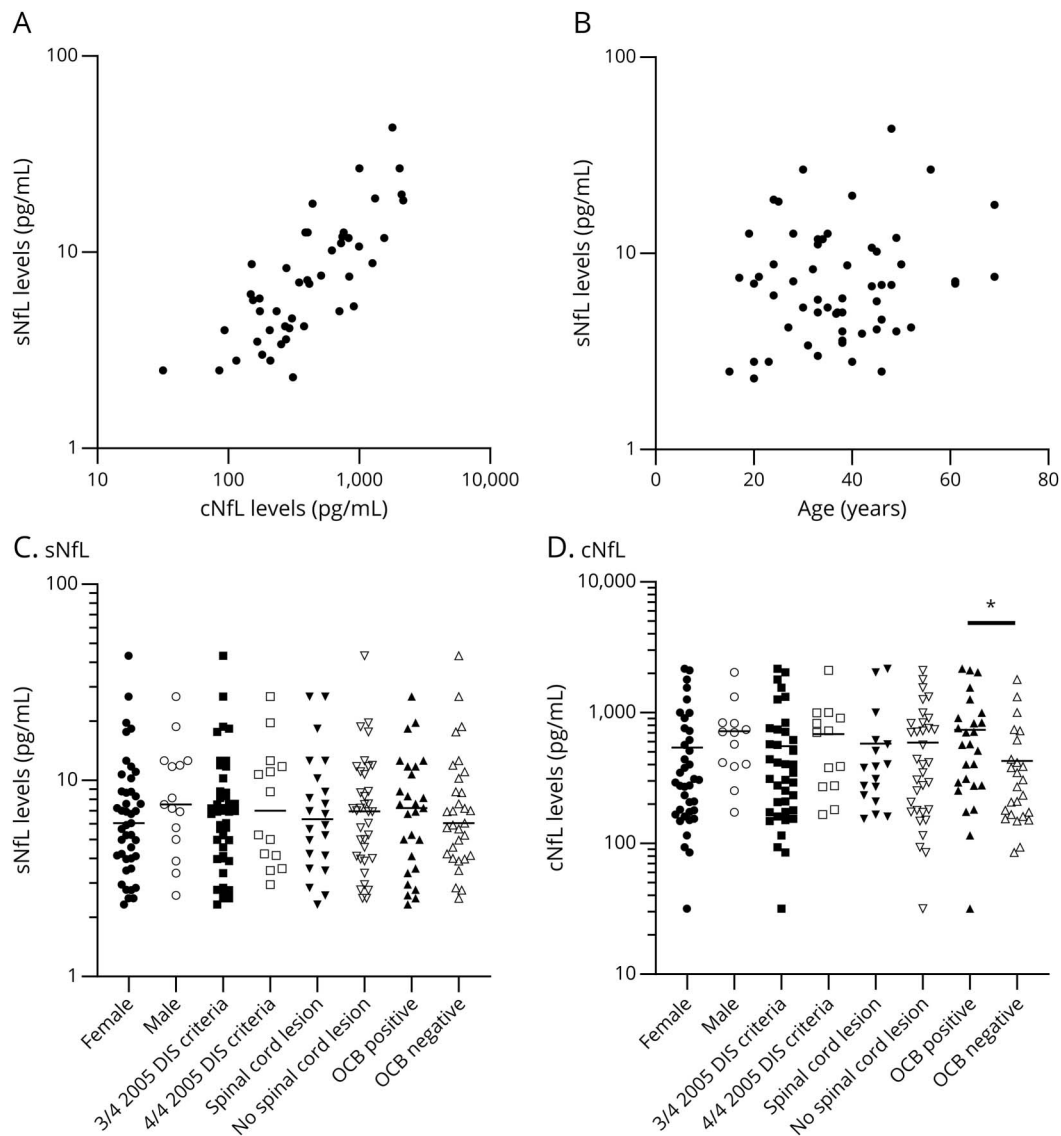 A
sNfL levels (pg/mL)
100
10
1
10
100
1,000
10,000
cNfL levels (pg/mL)
B
sNfL levels (pg/mL)
100
10
1
0
20
40
60
80
Age (years)
C. sNfL
sNfL levels (pg/mL)
100
10
1
Female
Male
3/4 2005 DIS criteria
4/4 2005 DIS criteria
Spinal cord lesion
No spinal cord lesion
OCB positive
OCB negative
D. cNfL
cNfL levels (pg/mL)
10,000
1,000
100
10
*
Female
Male
3/4 2005 DIS criteria
4/4 2005 DIS criteria
Spinal cord lesion
No spinal cord lesion
OCB positive
OCB negative